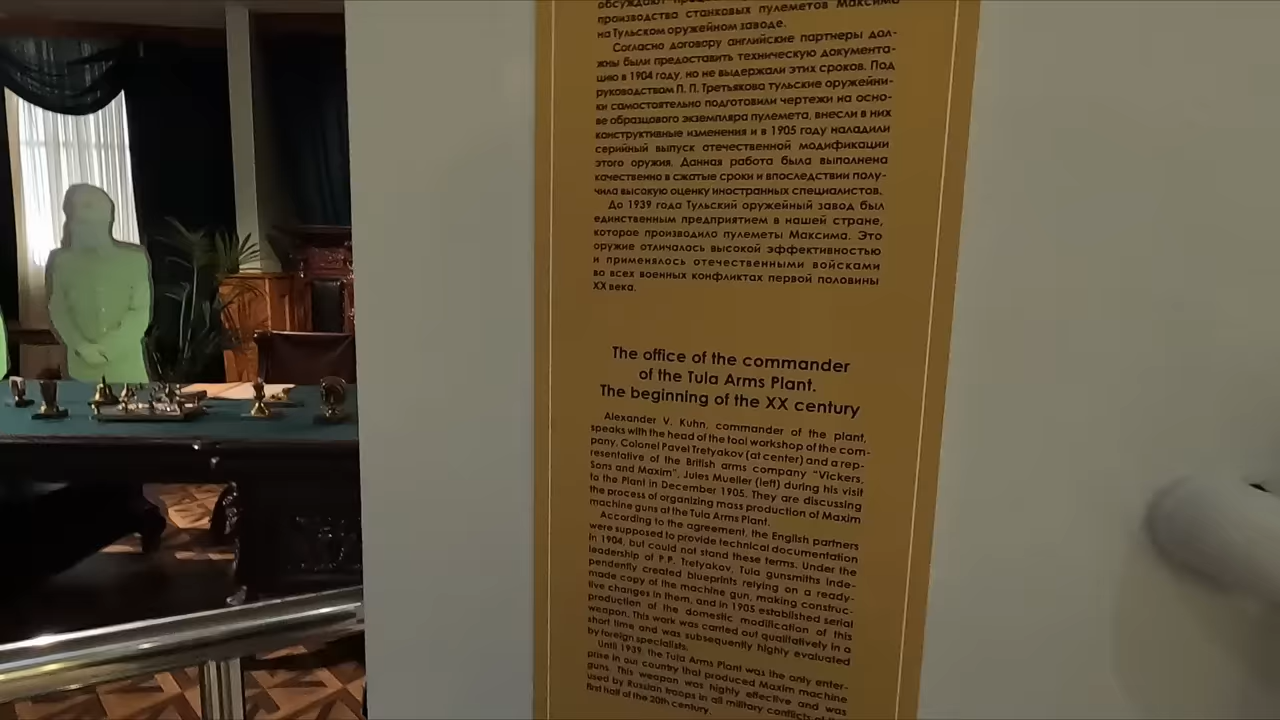 обсуждают
производства станковых пулеметов Максима
на Тульском оружейном заводе.
Согласно договору английские партнеры дол-
жны были предоставить техническую документа-
цию в 1904 году, но не выдержали этих сроков. Под
руководством П. П. Третьякова тульские оружейни-
ки самостоятельно подготовили чертежи на осно-
ве образцового экземпляра пулемета, внесли в них
конструктивные изменения и в 1905 году наладили
серийный выпуск отечественной модификации
этого оружия. Данная работа была выполнена
качественно в сжатые сроки и впоследствии полу-
чила высокую оценку иностранных специалистов.
До 1939 года Тульский оружейный завод был
единственным предприятием в нашей стране,
которое производило пулеметы Максима. Это
оружие отличалось высокой эффективностью
и применялось отечественными войсками
во всех военных конфликтах первой половины
XX века.
The office of the commander
of the Tula Arms Plant.
The beginning of the XX century
Alexander V. Kuhn, commander of the plant,
speaks with the head of the tool workshop of the com-
pany, Colonel Pavel Tretyakov (at center) and a rep-
resentative of the British arms company "Vickers,
Sons and Maxim", Jules Mueller (left) during his visit
to the Plant in December 1905. They are discussing
the process of organizing mass production of Maxim
machine guns at the Tula Arms Plant.
According to the agreement, the English partners
were supposed to provide technical documentation
in 1904, but could not stand these terms. Under the
leadership of P.P. Tretyakov, Tula gunsmiths inde-
pendently created blueprints relying on a ready-
made copy of the machine gun, making construc-
tive changes in them, and in 1905 established serial
production of the domestic modification of this
weapon. This work was carried out qualitatively in a
short time and was subsequently highly evaluated
by foreign specialists.
Until 1939, the Tula Arms Plant was the only enter-
prise in our country that produced Maxim machine
guns. This weapon was highly effective and was
used by Russian troops in all military conflicts of the
first half of the 20th century.